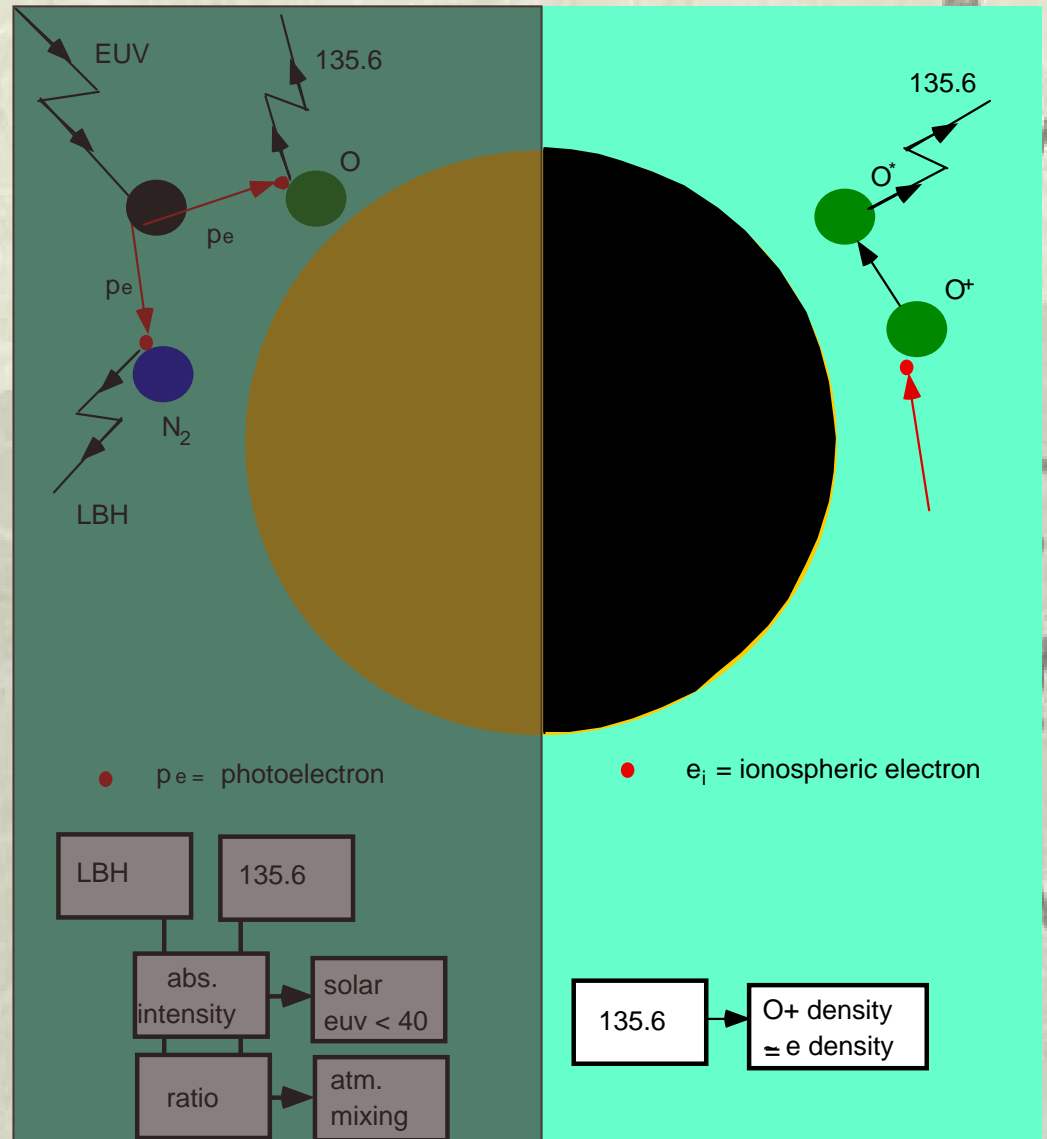 EUV
135.6
O
pe
pe
N2
LBH
pe = photoelectron
LBH
135.6
abs.
intensity
solar
euv < 40
ratio
atm.
mixing
135.6
O*
O+
ei = ionospheric electron
135.6
O+ density
≃ e density